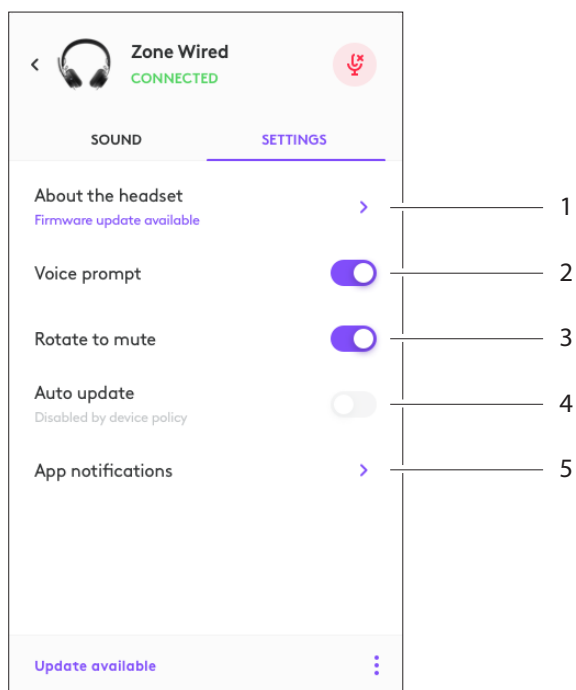 Zone Wired
CONNECTED
SOUND SETTINGS
About the headset
Firmware update available
1
Voice prompt
2
Rotate to mute
3
Auto update
Disabled by device policy
4
App notifications
5
Update available